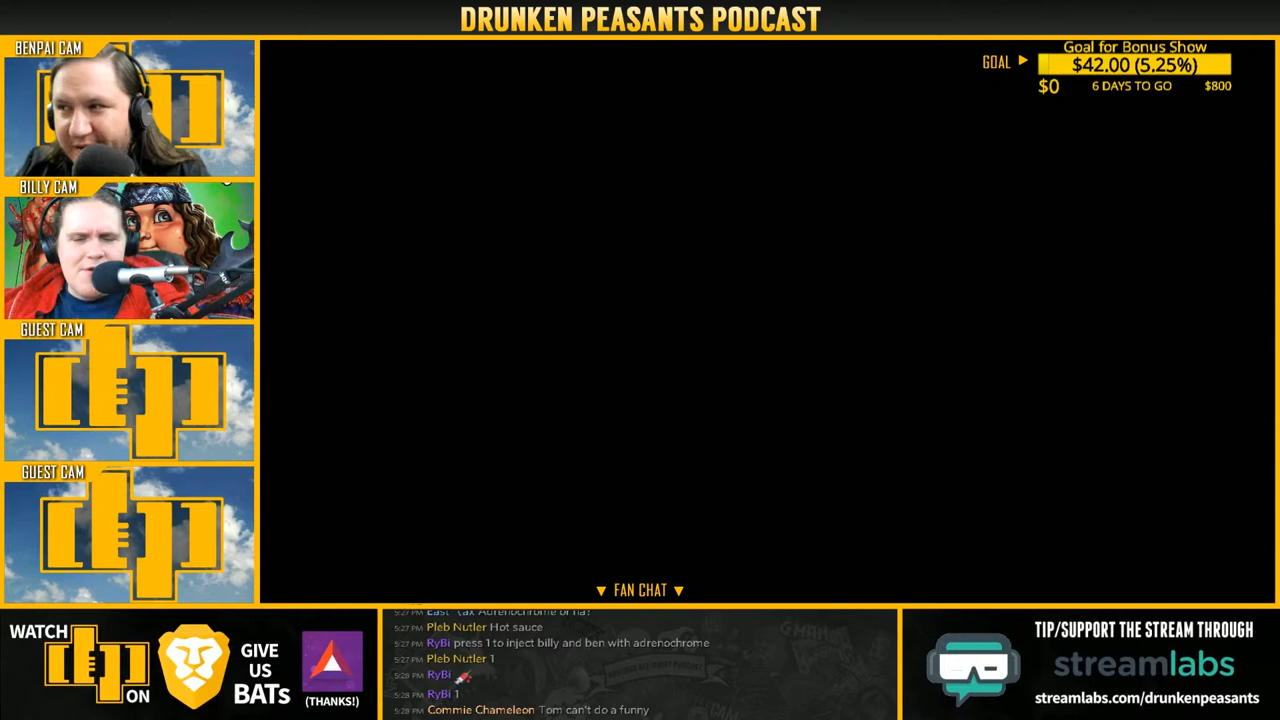 DRUNKEN PEASANTS PODCAST
BENPAI CAM
BILLY CAM
GUEST CAM
GUEST CAM
GOAL ▶
Goal for Bonus Show
$42.00 (5.25%)
$0 6 DAYS TO GO $800
▼ FAN CHAT ▼
WATCH
ON
GIVE
US
BATs
(THANKS!)
5:27 PM Pleb Nutler Hot sauce
5:27 PM RyBi press 1 to inject billy and ben with adrenochrome
5:27 PM Pleb Nutler 1
5:28 PM RyBi
5:28 PM RyBi 1
5:28 PM Commie Chameleon Tom can't do a funny
TIP/SUPPORT THE STREAM THROUGH
streamlabs
streamlabs.com/drunkenpeasants